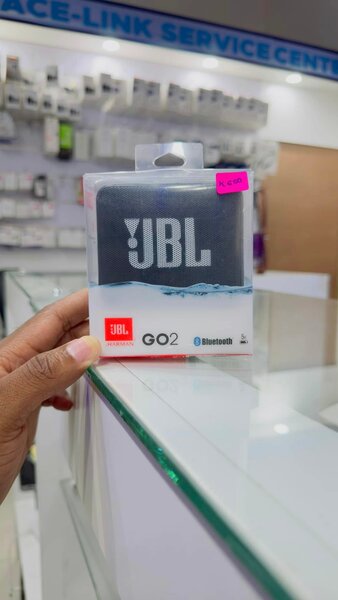 ACE-LINK SERVICE CENTE
JBL
JBL
HARMAN
GO2
Bluetooth